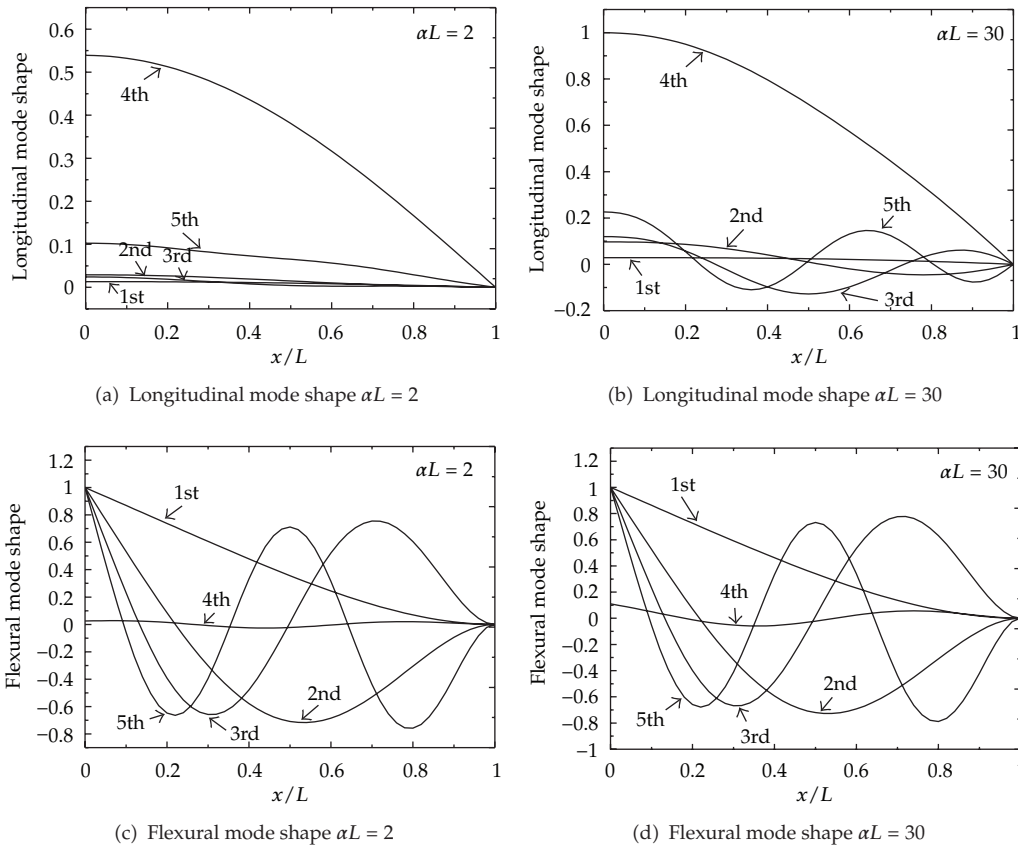 Longitudinal mode shape
0.6
0.5
0.4
0.3
0.2
0.1
0
αL = 2
4th
5th
2nd
3rd
1st
0 0.2 0.4 0.6 0.8 1
x/L
(a) Longitudinal mode shape αL = 2
Longitudinal mode shape
1
0.8
0.6
0.4
0.2
0
−0.2
αL = 30
4th
5th
2nd
1st
3rd
0 0.2 0.4 0.6 0.8 1
x/L
(b) Longitudinal mode shape αL = 30
Flexural mode shape
1.2
1
0.8
0.6
0.4
0.2
0
−0.2
−0.4
−0.6
−0.8
αL = 2
1st
4th
2nd
5th
3rd
0 0.2 0.4 0.6 0.8 1
x/L
(c) Flexural mode shape αL = 2
Flexural mode shape
1.2
1
0.8
0.6
0.4
0.2
0
−0.2
−0.4
−0.6
−0.8
−1
αL = 30
1st
4th
2nd
5th
3rd
0 0.2 0.4 0.6 0.8 1
x/L
(d) Flexural mode shape αL = 30